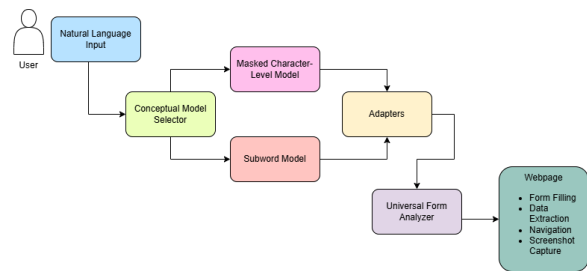 Natural Language
Input
User
Masked Character-
Level Model
Conceptual Model
Selector
Adapters
Subword Model
Universal Form
Analyzer
Webpage
Form Filling
Data
Extraction
Navigation
Screenshot
Capture